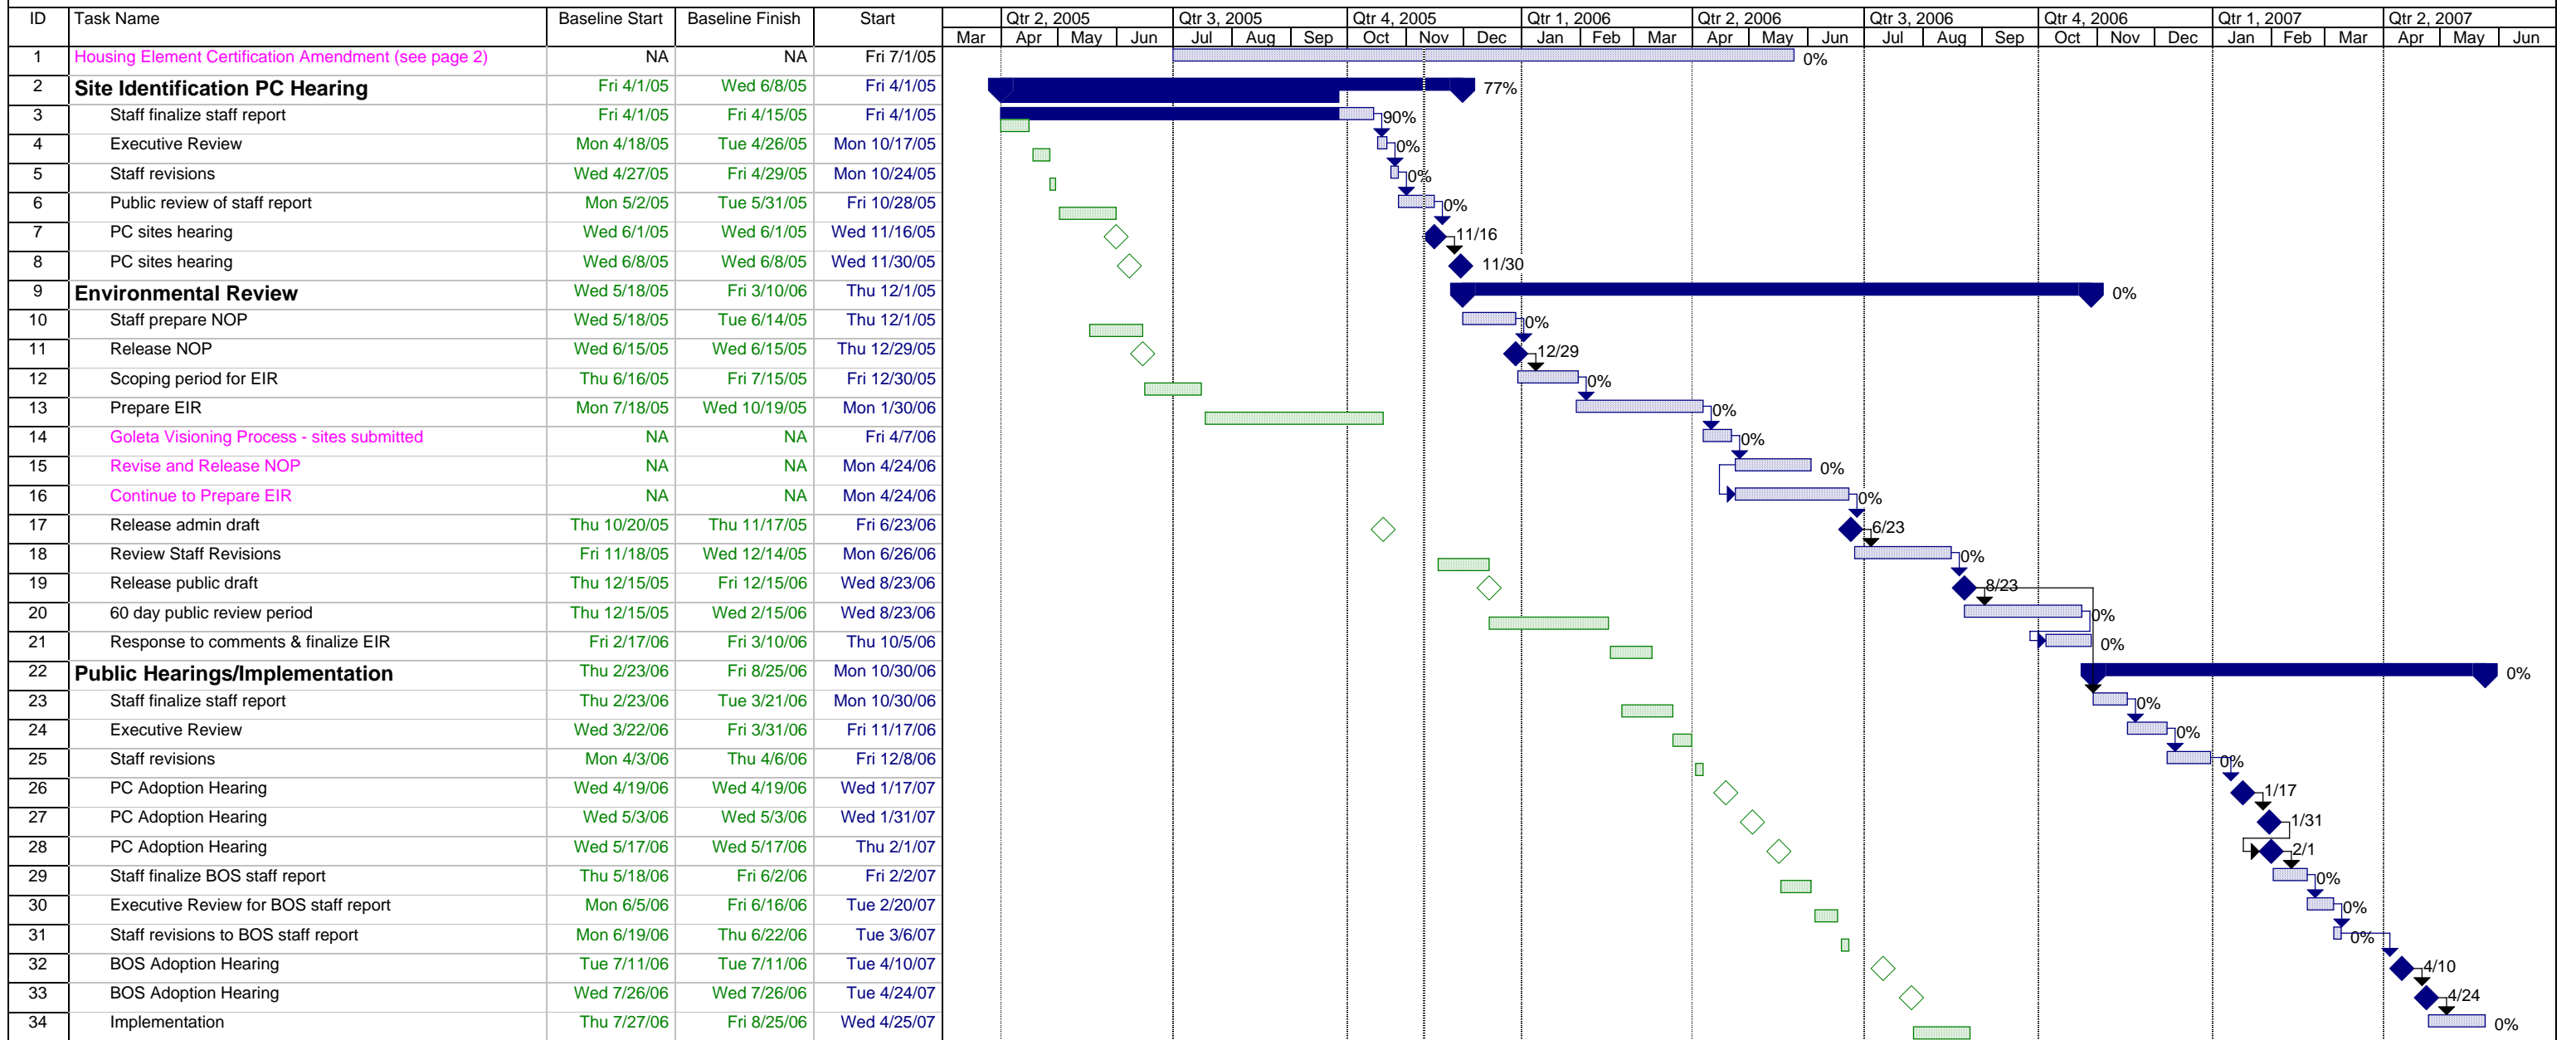 ID Task Name Baseline Start Baseline Finish Start Qtr 2, 2005 Qtr 3, 2005 Qtr 4, 2005 Qtr 1, 2006 Qtr 2, 2006 Qtr 3, 2006 Qtr 4, 2006 Qtr 1, 2007 Qtr 2, 2007
Mar Apr May Jun Jul Aug Sep Oct Nov Dec Jan Feb Mar Apr May Jun Jul Aug Sep Oct Nov Dec Jan Feb Mar Apr May Jun
1 Housing Element Certification Amendment (see page 2) NA NA Fri 7/1/05 0%
2 Site Identification PC Hearing Fri 4/1/05 Wed 6/8/05 Fri 4/1/05 77%
3 Staff finalize staff report Fri 4/1/05 Fri 4/15/05 Fri 4/1/05 90%
4 Executive Review Mon 4/18/05 Tue 4/26/05 Mon 10/17/05 0%
5 Staff revisions Wed 4/27/05 Fri 4/29/05 Mon 10/24/05 0%
6 Public review of staff report Mon 5/2/05 Tue 5/31/05 Fri 10/28/05 0%
7 PC sites hearing Wed 6/1/05 Wed 6/1/05 Wed 11/16/05 11/16
8 PC sites hearing Wed 6/8/05 Wed 6/8/05 Wed 11/30/05 11/30
9 Environmental Review Wed 5/18/05 Fri 3/10/06 Thu 12/1/05 0%
10 Staff prepare NOP Wed 5/18/05 Tue 6/14/05 Thu 12/1/05 0%
11 Release NOP Wed 6/15/05 Wed 6/15/05 Thu 12/29/05 12/29
12 Scoping period for EIR Thu 6/16/05 Fri 7/15/05 Fri 12/30/05 0%
13 Prepare EIR Mon 7/18/05 Wed 10/19/05 Mon 1/30/06 0%
14 Goleta Visioning Process - sites submitted NA NA Fri 4/7/06 0%
15 Revise and Release NOP NA NA Mon 4/24/06 0%
16 Continue to Prepare EIR NA NA Mon 4/24/06 0%
17 Release admin draft Thu 10/20/05 Thu 11/17/05 Fri 6/23/06 6/23
18 Review Staff Revisions Fri 11/18/05 Wed 12/14/05 Mon 6/26/06 0%
19 Release public draft Thu 12/15/05 Fri 12/15/06 Wed 8/23/06 8/23
20 60 day public review period Thu 12/15/05 Wed 2/15/06 Wed 8/23/06 0%
21 Response to comments & finalize EIR Fri 2/17/06 Fri 3/10/06 Thu 10/5/06 0%
22 Public Hearings/Implementation Thu 2/23/06 Fri 8/25/06 Mon 10/30/06 0%
23 Staff finalize staff report Thu 2/23/06 Tue 3/21/06 Mon 10/30/06 0%
24 Executive Review Wed 3/22/06 Fri 3/31/06 Fri 11/17/06 0%
25 Staff revisions Mon 4/3/06 Thu 4/6/06 Fri 12/8/06 0%
26 PC Adoption Hearing Wed 4/19/06 Wed 4/19/06 Wed 1/17/07 1/17
27 PC Adoption Hearing Wed 5/3/06 Wed 5/3/06 Wed 1/31/07 1/31
28 PC Adoption Hearing Wed 5/17/06 Wed 5/17/06 Thu 2/1/07 2/1
29 Staff finalize BOS staff report Thu 5/18/06 Fri 6/2/06 Fri 2/2/07 0%
30 Executive Review for BOS staff report Mon 6/5/06 Fri 6/16/06 Tue 2/20/07 0%
31 Staff revisions to BOS staff report Mon 6/19/06 Thu 6/22/06 Tue 3/6/07 0%
32 BOS Adoption Hearing Tue 7/11/06 Tue 7/11/06 Tue 4/10/07 4/10
33 BOS Adoption Hearing Wed 7/26/06 Wed 7/26/06 Tue 4/24/07 4/24
34 Implementation Thu 7/27/06 Fri 8/25/06 Wed 4/25/07 0%